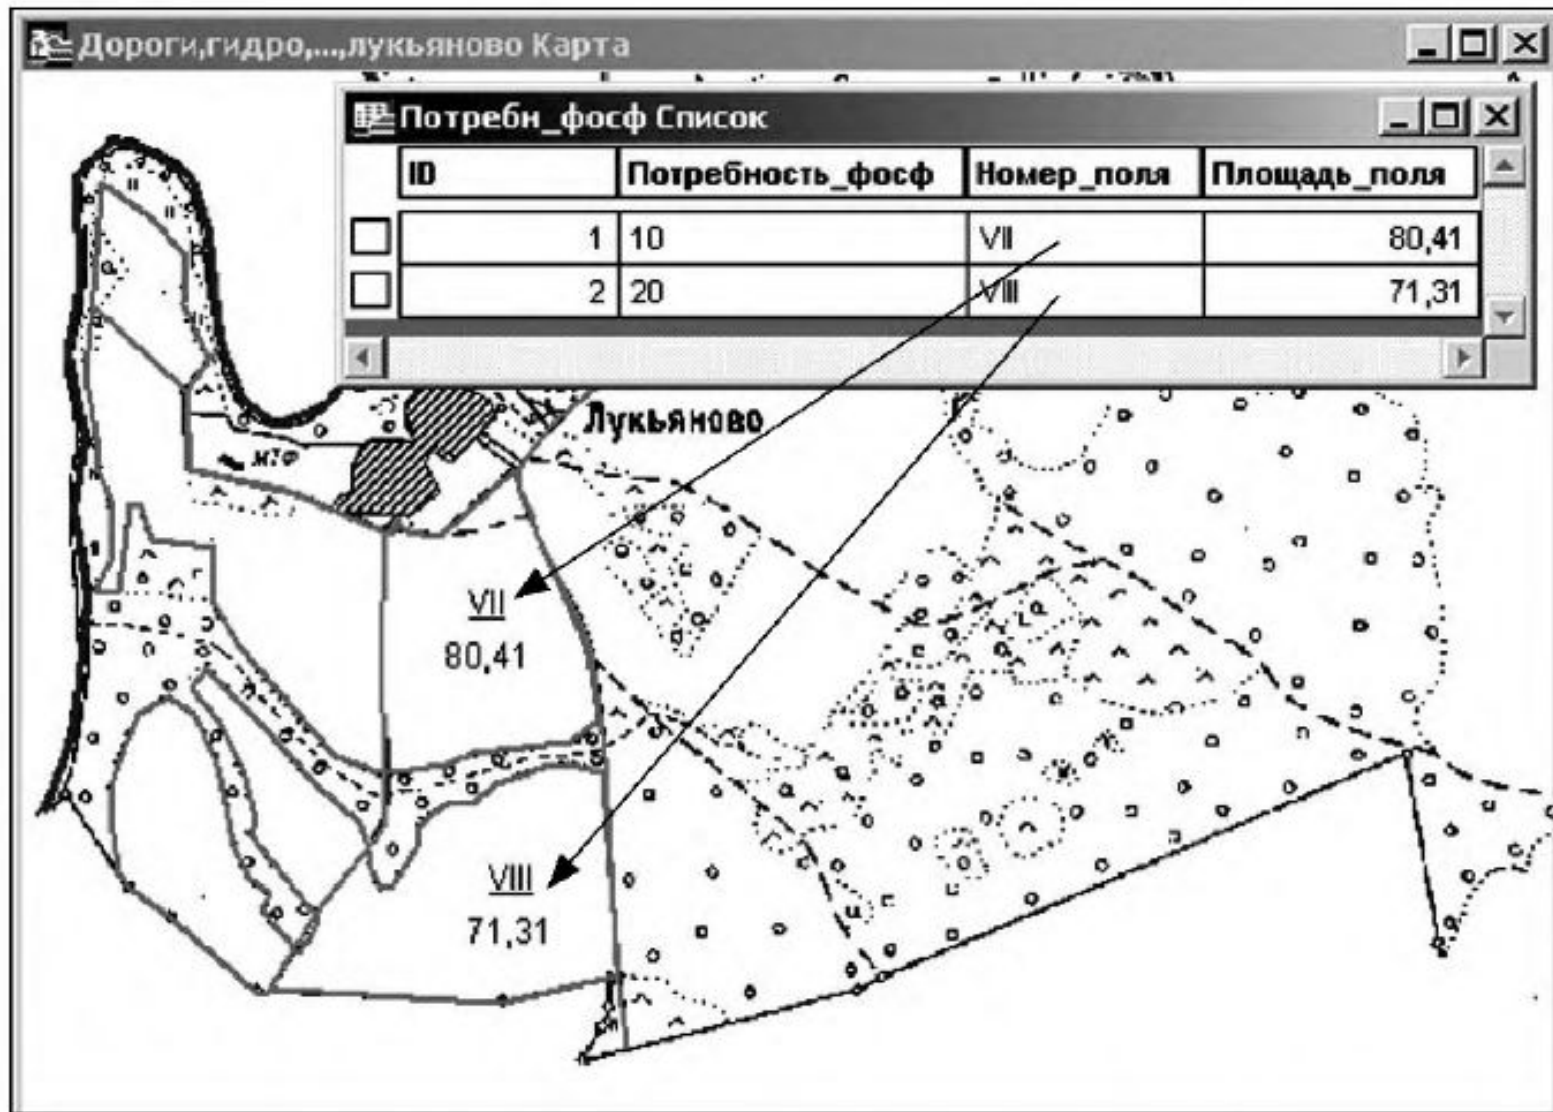 Дороги,гидро,...,лукьяново Карта
Потребн_фосф Список
ID Потребность_фосф Номер_поля Площадь_поля
1 10 VII 80,41
2 20 VIII 71,31
Лукьяново
МТФ
VII
80,41
VIII
71,31